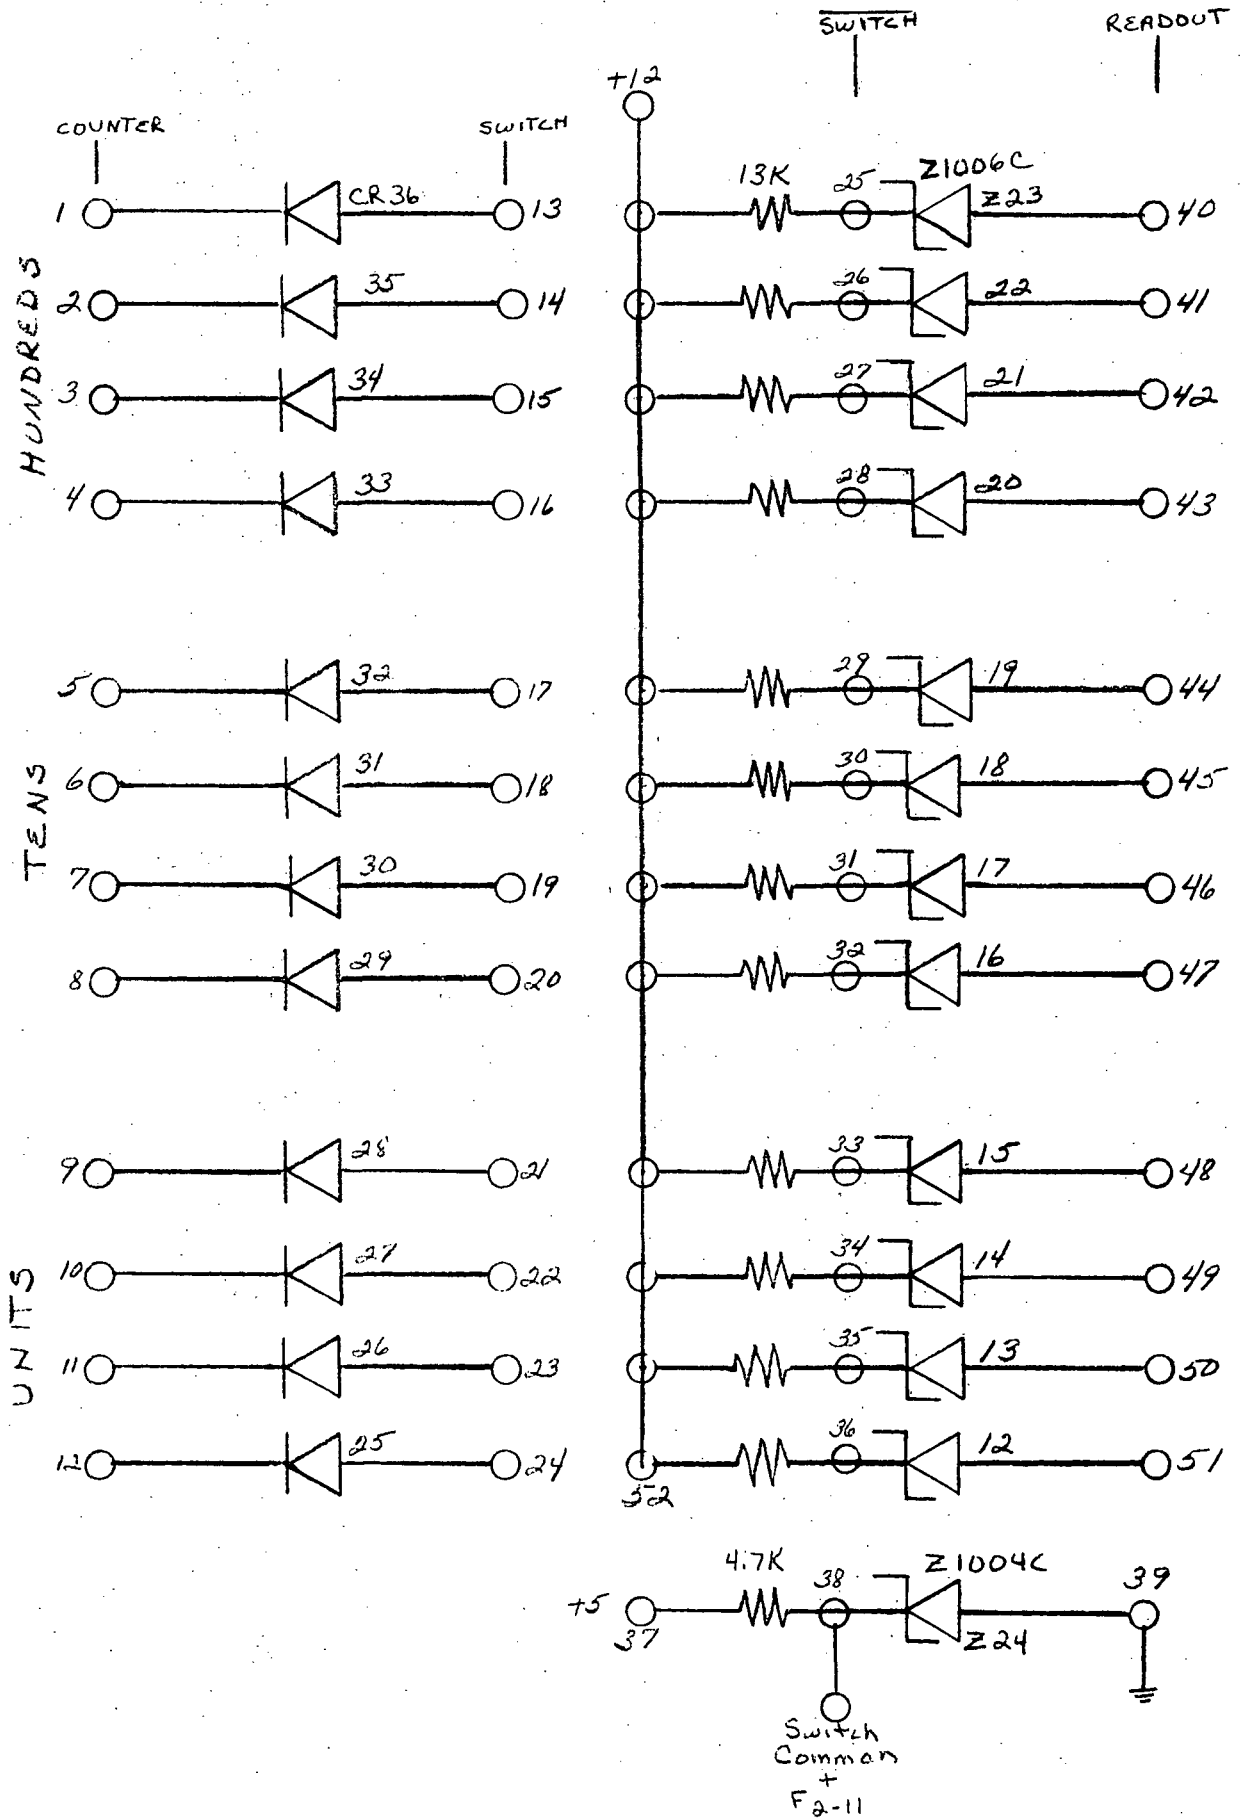 SWITCH READOUT
+12
COUNTER SWITCH
HUNDREDS
1 CR36 13 13K 25 Z1006C Z23 40
2 35 14 26 22 41
3 34 15 27 21 42
4 33 16 28 20 43
TENS
5 32 17 29 19 44
6 31 18 30 18 45
7 30 19 31 17 46
8 29 20 32 16 47
UNITS
9 28 21 33 15 48
10 27 22 34 14 49
11 26 23 35 13 50
12 25 24 52 36 12 51
+5 37 4.7K 38 Z1004C Z24 39
Switch
Common
+
F2-11